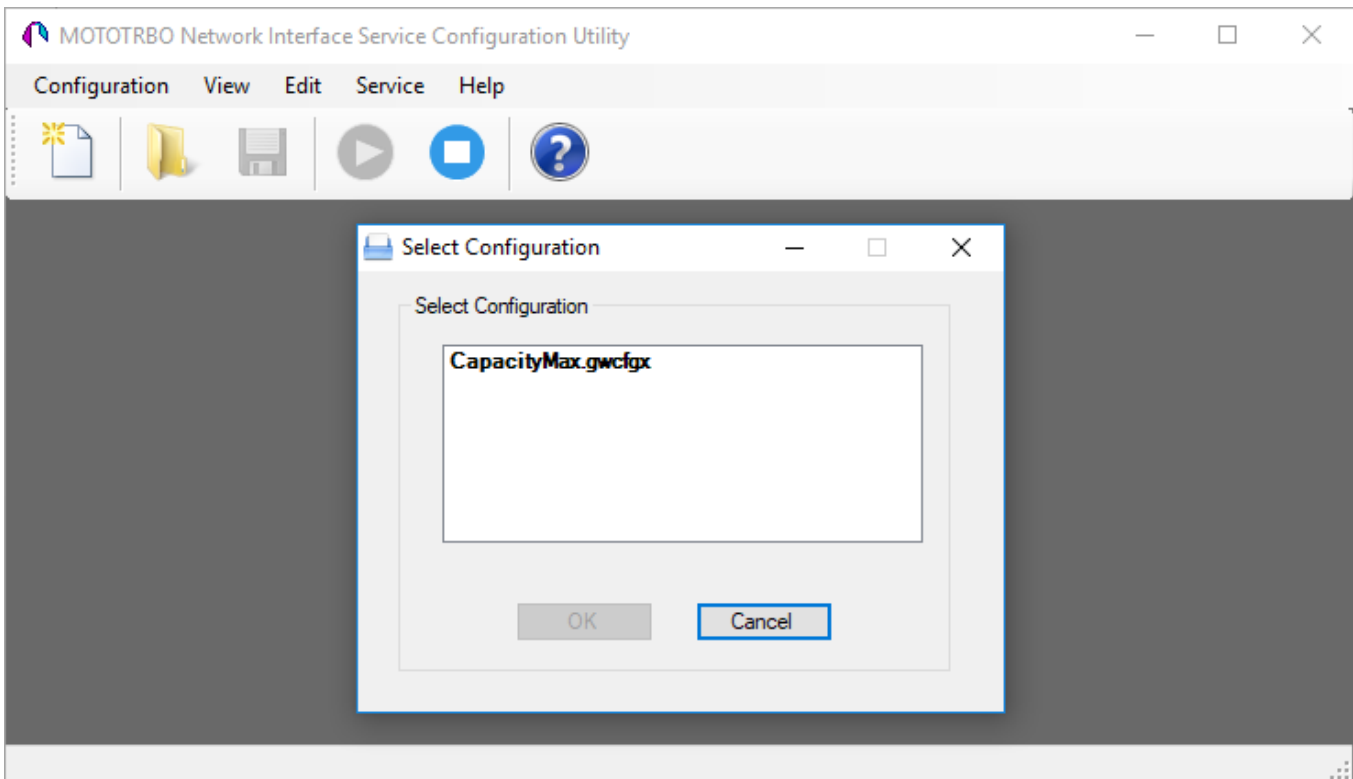 MOTOTRBO Network Interface Service Configuration Utility
Configuration View Edit Service Help
Select Configuration
Select Configuration
CapacityMax.gwcfgx
OK Cancel